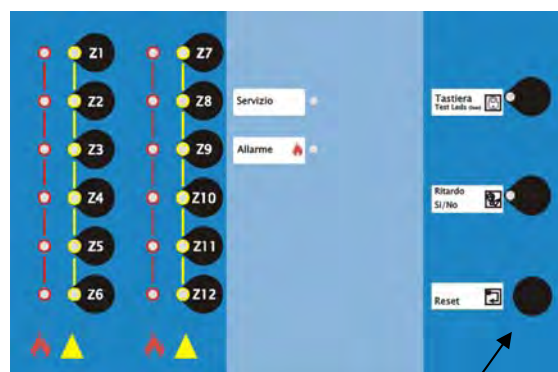 Z1
Z2
Z3
Z4
Z5
Z6
Z7
Z8
Z9
Z10
Z11
Z12
Servizio
Allarme
Tastiera
Test Leds
Ritardo
Si/No
Reset